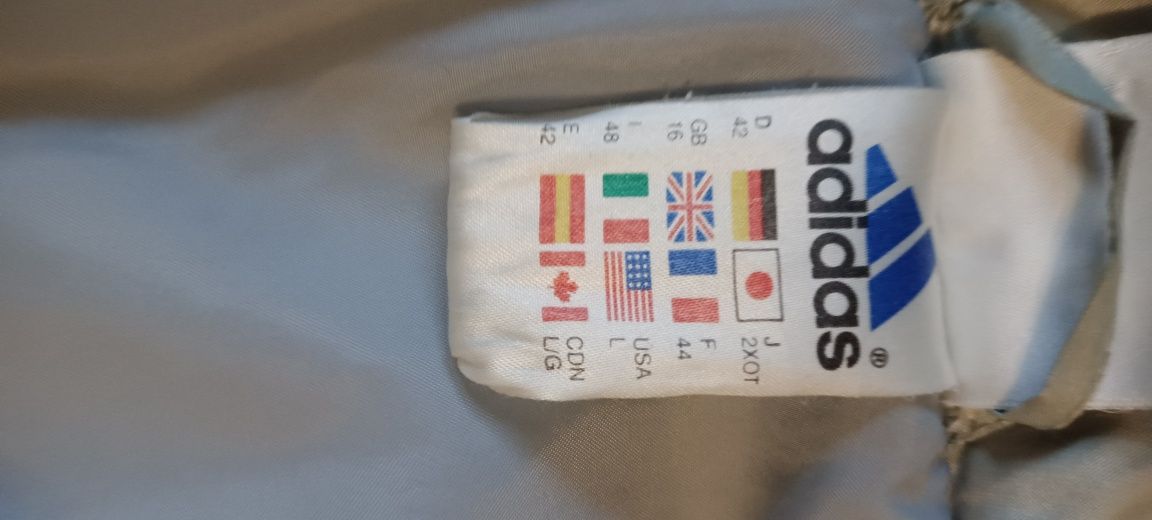 adidas®
D J
42 2XOT
GB F
16 44
I USA
48 L
E CDN
42 L/G